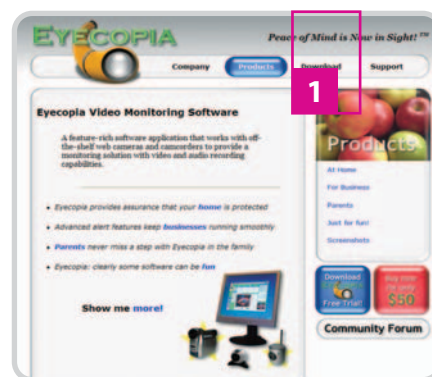 EYECOPIA
Peace of Mind is Now in Sight! ™
Company Products Download Support
1
Eyecopia Video Monitoring Software
A feature-rich software application that works with off-
the-shelf web cameras and camcorders to provide a
monitoring solution with video and audio recording
capabilities.
• Eyecopia provides assurance that your home is protected
• Advanced alert features keep businesses running smoothly
• Parents never miss a step with Eyecopia in the family
• Eyecopia: clearly some software can be fun
Show me more!
Products
At Home
For Business
Parents
Just for fun!
Screenshots
Download
Free Trial!
Buy now
for only
$50
Community Forum